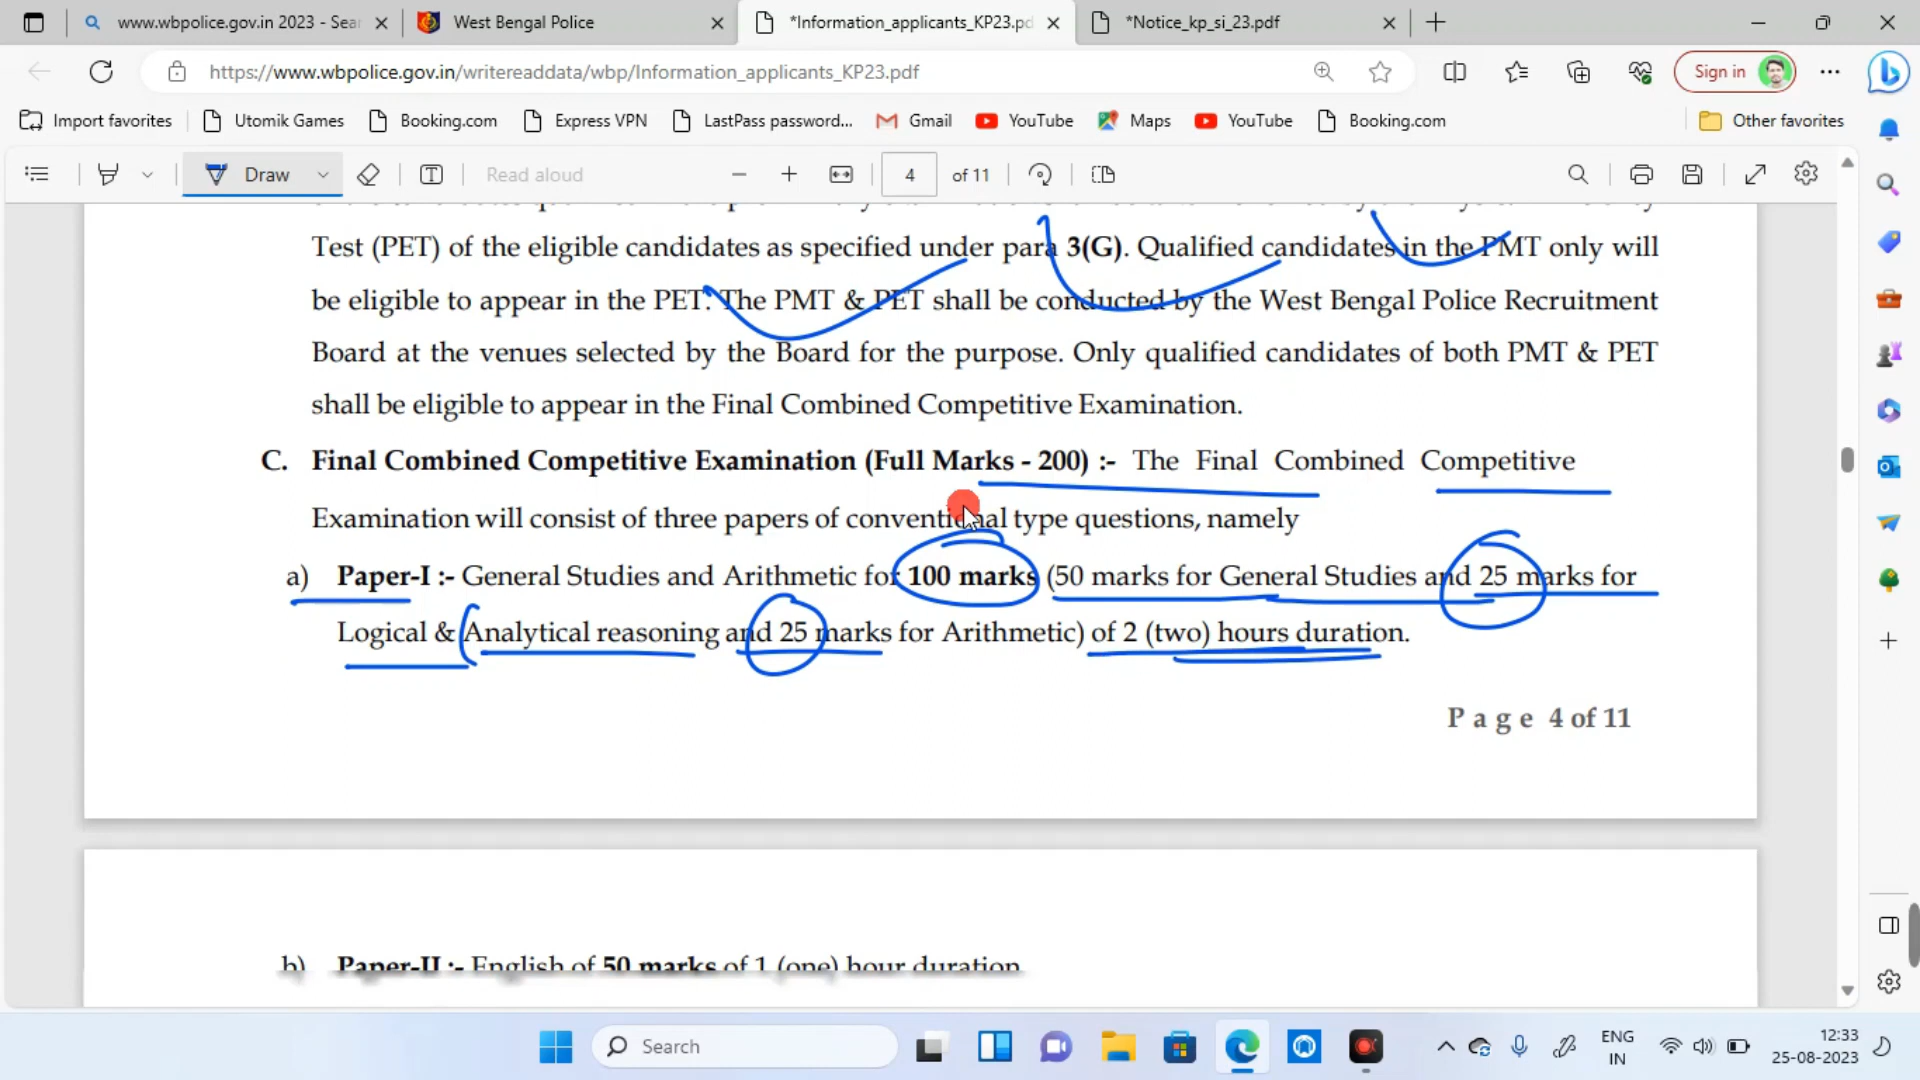 www.wbpolice.gov.in 2023 - Sear
West Bengal Police
*Information_applicants_KP23.pd
*Notice_kp_si_23.pdf
https://www.wbpolice.gov.in/writereaddata/wbp/Information_applicants_KP23.pdf
Sign in
Import favorites
Utomik Games
Booking.com
Express VPN
LastPass password...
Gmail
YouTube
Maps
YouTube
Booking.com
Other favorites
Draw
Read aloud
4
of 11
Test (PET) of the eligible candidates as specified under para 3(G). Qualified candidates in the PMT only will
be eligible to appear in the PET. The PMT & PET shall be conducted by the West Bengal Police Recruitment
Board at the venues selected by the Board for the purpose. Only qualified candidates of both PMT & PET
shall be eligible to appear in the Final Combined Competitive Examination.
C. Final Combined Competitive Examination (Full Marks - 200) :- The Final Combined Competitive
Examination will consist of three papers of conventional type questions, namely
a) Paper-I :- General Studies and Arithmetic for 100 marks (50 marks for General Studies and 25 marks for
Logical & Analytical reasoning and 25 marks for Arithmetic) of 2 (two) hours duration.
Page 4 of 11
b) Paper-II :- English of 50 marks of 1 (one) hour duration
Search
ENG
IN
12:33
25-08-2023